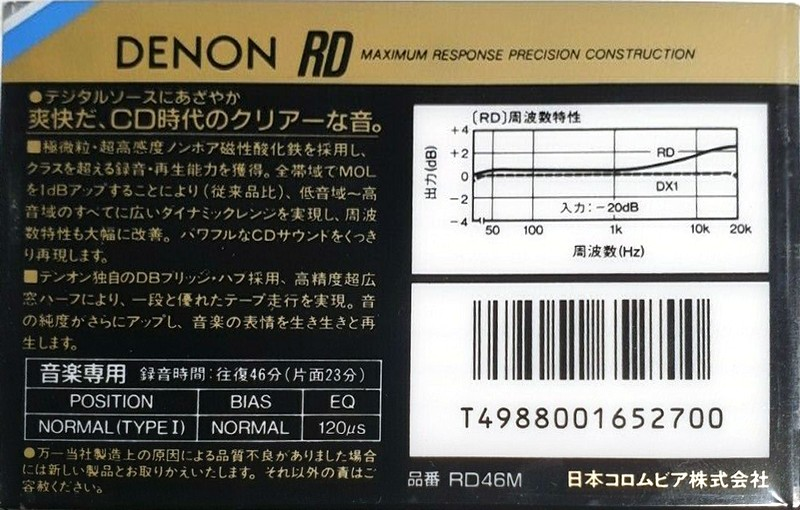 DENON RD MAXIMUM RESPONSE PRECISION CONSTRUCTION
●デジタルソースにあざやか
爽快だ、CD時代のクリアーな音。
■極微粒・超高感度ノンホア磁性酸化鉄を採用し、
クラスを超える録音・再生能力を獲得。全帯域でMOL
を1dBアップすることにより(従来品比)、低音域〜高
音域のすべてに広いダイナミックレンジを実現し、周波
数特性も大幅に改善。パワフルなCDサウンドをくっき
り再現します。
■デンオン独自のDBフリッジ・ハフ採用、高精度超広
窓ハーフにより、一段と優れたテープ走行を実現。音
の純度がさらにアップし、音楽の表情を生き生きと再
生します。
音楽専用 録音時間:往復46分(片面23分)
POSITION BIAS EQ
NORMAL(TYPEⅠ) NORMAL 120μs
●万一当社製造上の原因による品質不良がありました場合
には新しい製品とお取りかえいたします。それ以外の責はご
容赦ください。
〔RD〕周波数特性
出力(dB)
+4
+2
0
−2
−4
RD
DX1
入力:−20dB
50 100 1k 10k 20k
周波数(Hz)
T4988001652700
品番 RD46M 日本コロムビア株式会社